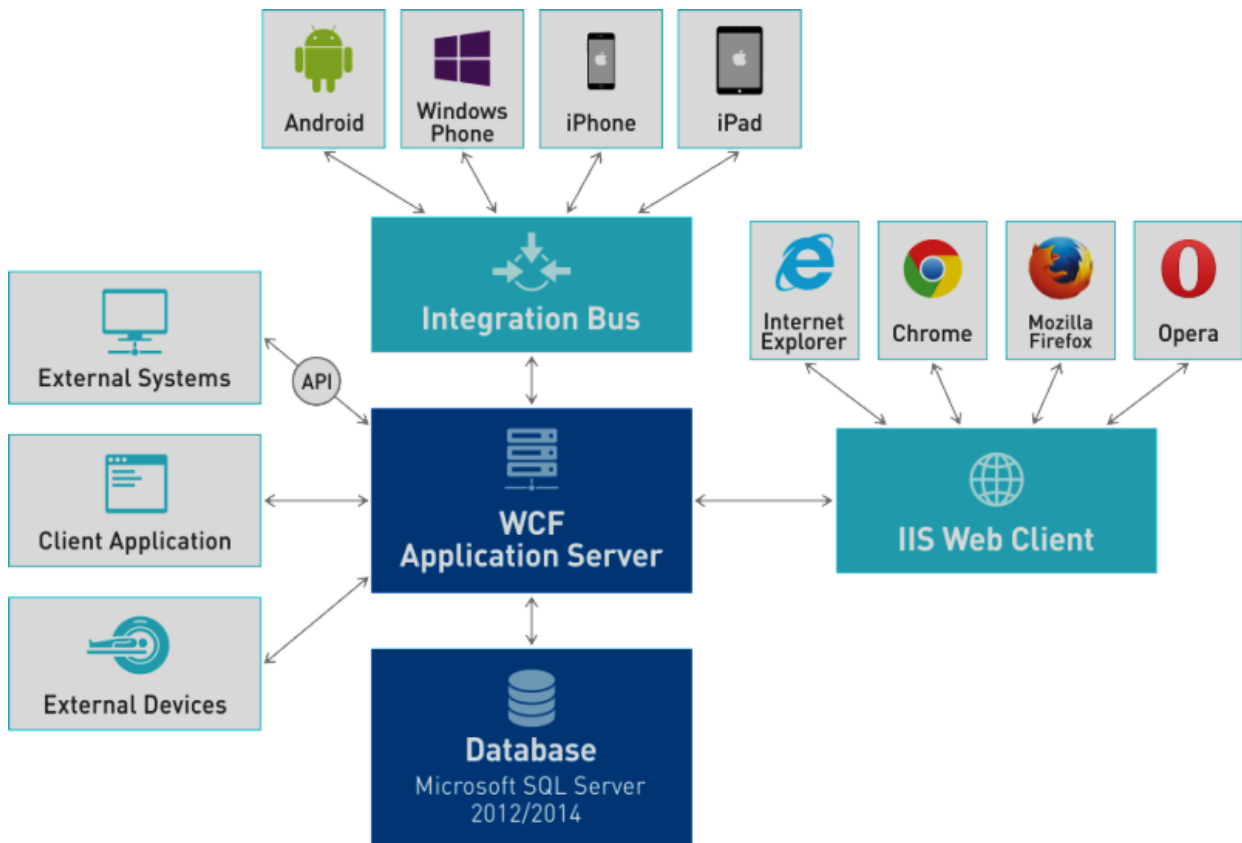 Android
Windows
Phone
iPhone
iPad
Integration Bus
Internet
Explorer
Chrome
Mozilla
Firefox
Opera
External Systems
API
Client Application
WCF
Application Server
IIS Web Client
External Devices
Database
Microsoft SQL Server
2012/2014